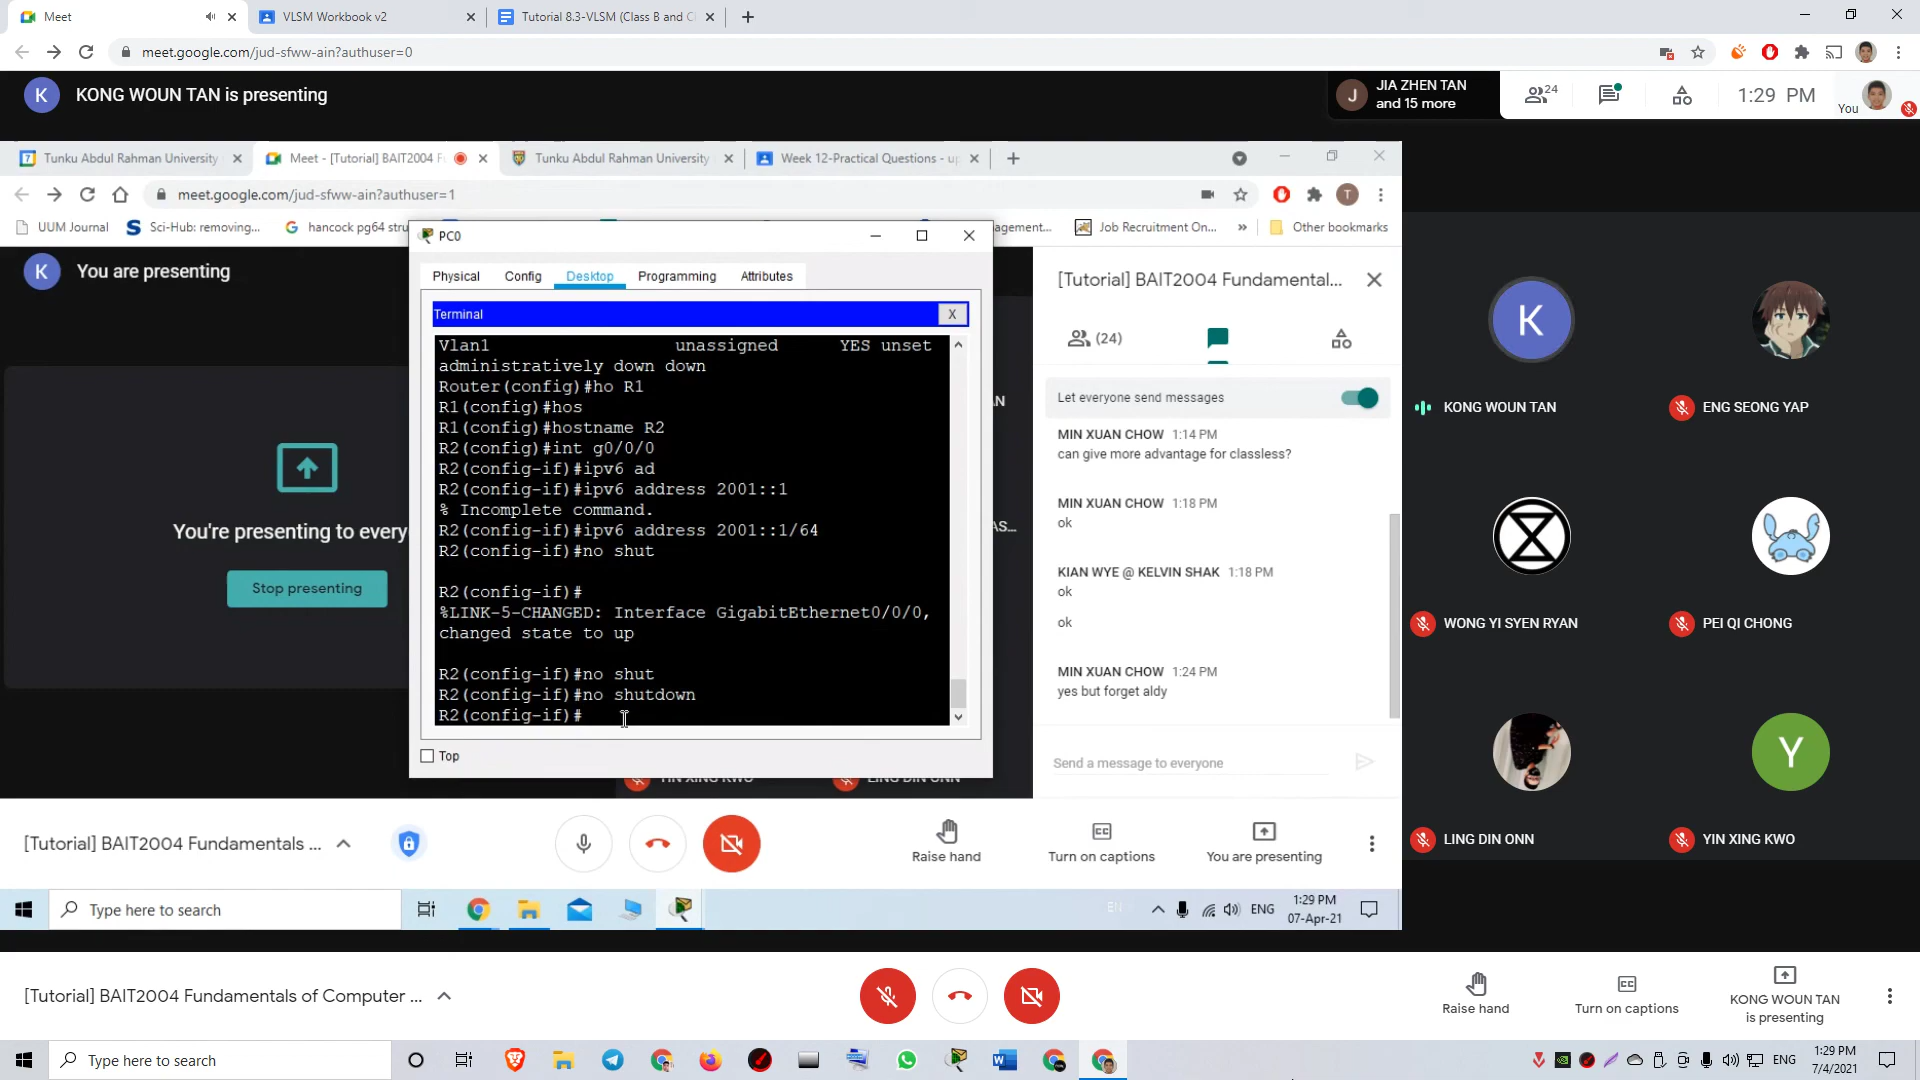 Meet
VLSM Workbook v2
Tutorial 8.3-VLSM (Class B and C
meet.google.com/jud-sfww-ain?authuser=0
K
KONG WOUN TAN is presenting
J
JIA ZHEN TAN
and 15 more
24
1:29 PM
You
Tunku Abdul Rahman University
Meet - [Tutorial] BAIT2004 F
Tunku Abdul Rahman University
Week 12-Practical Questions - up
meet.google.com/jud-sfww-ain?authuser=1
T
UUM Journal
Sci-Hub: removing...
hancock pg64 stru
agement...
Job Recruitment On...
»
Other bookmarks
K
You are presenting
You're presenting to every
Stop presenting
PC0
Physical
Config
Desktop
Programming
Attributes
Terminal
X
Vlan1 unassigned YES unset
administratively down down
Router(config)#ho R1
R1(config)#hos
R1(config)#hostname R2
R2(config)#int g0/0/0
R2(config-if)#ipv6 ad
R2(config-if)#ipv6 address 2001::1
% Incomplete command.
R2(config-if)#ipv6 address 2001::1/64
R2(config-if)#no shut
R2(config-if)#
%LINK-5-CHANGED: Interface GigabitEthernet0/0/0,
changed state to up
R2(config-if)#no shut
R2(config-if)#no shutdown
R2(config-if)#
Top
AN
AS...
YIN XING KWO
LING DIN ONN
[Tutorial] BAIT2004 Fundamental...
(24)
Let everyone send messages
MIN XUAN CHOW 1:14 PM
can give more advantage for classless?
MIN XUAN CHOW 1:18 PM
ok
KIAN WYE @ KELVIN SHAK 1:18 PM
ok
ok
MIN XUAN CHOW 1:24 PM
yes but forget aldy
Send a message to everyone
[Tutorial] BAIT2004 Fundamentals ...
Raise hand
Turn on captions
You are presenting
Type here to search
EN
ENG
1:29 PM
07-Apr-21
K
KONG WOUN TAN
ENG SEONG YAP
WONG YI SYEN RYAN
PEI QI CHONG
Y
LING DIN ONN
YIN XING KWO
[Tutorial] BAIT2004 Fundamentals of Computer ...
Raise hand
Turn on captions
KONG WOUN TAN
is presenting
Type here to search
ENG
1:29 PM
7/4/2021